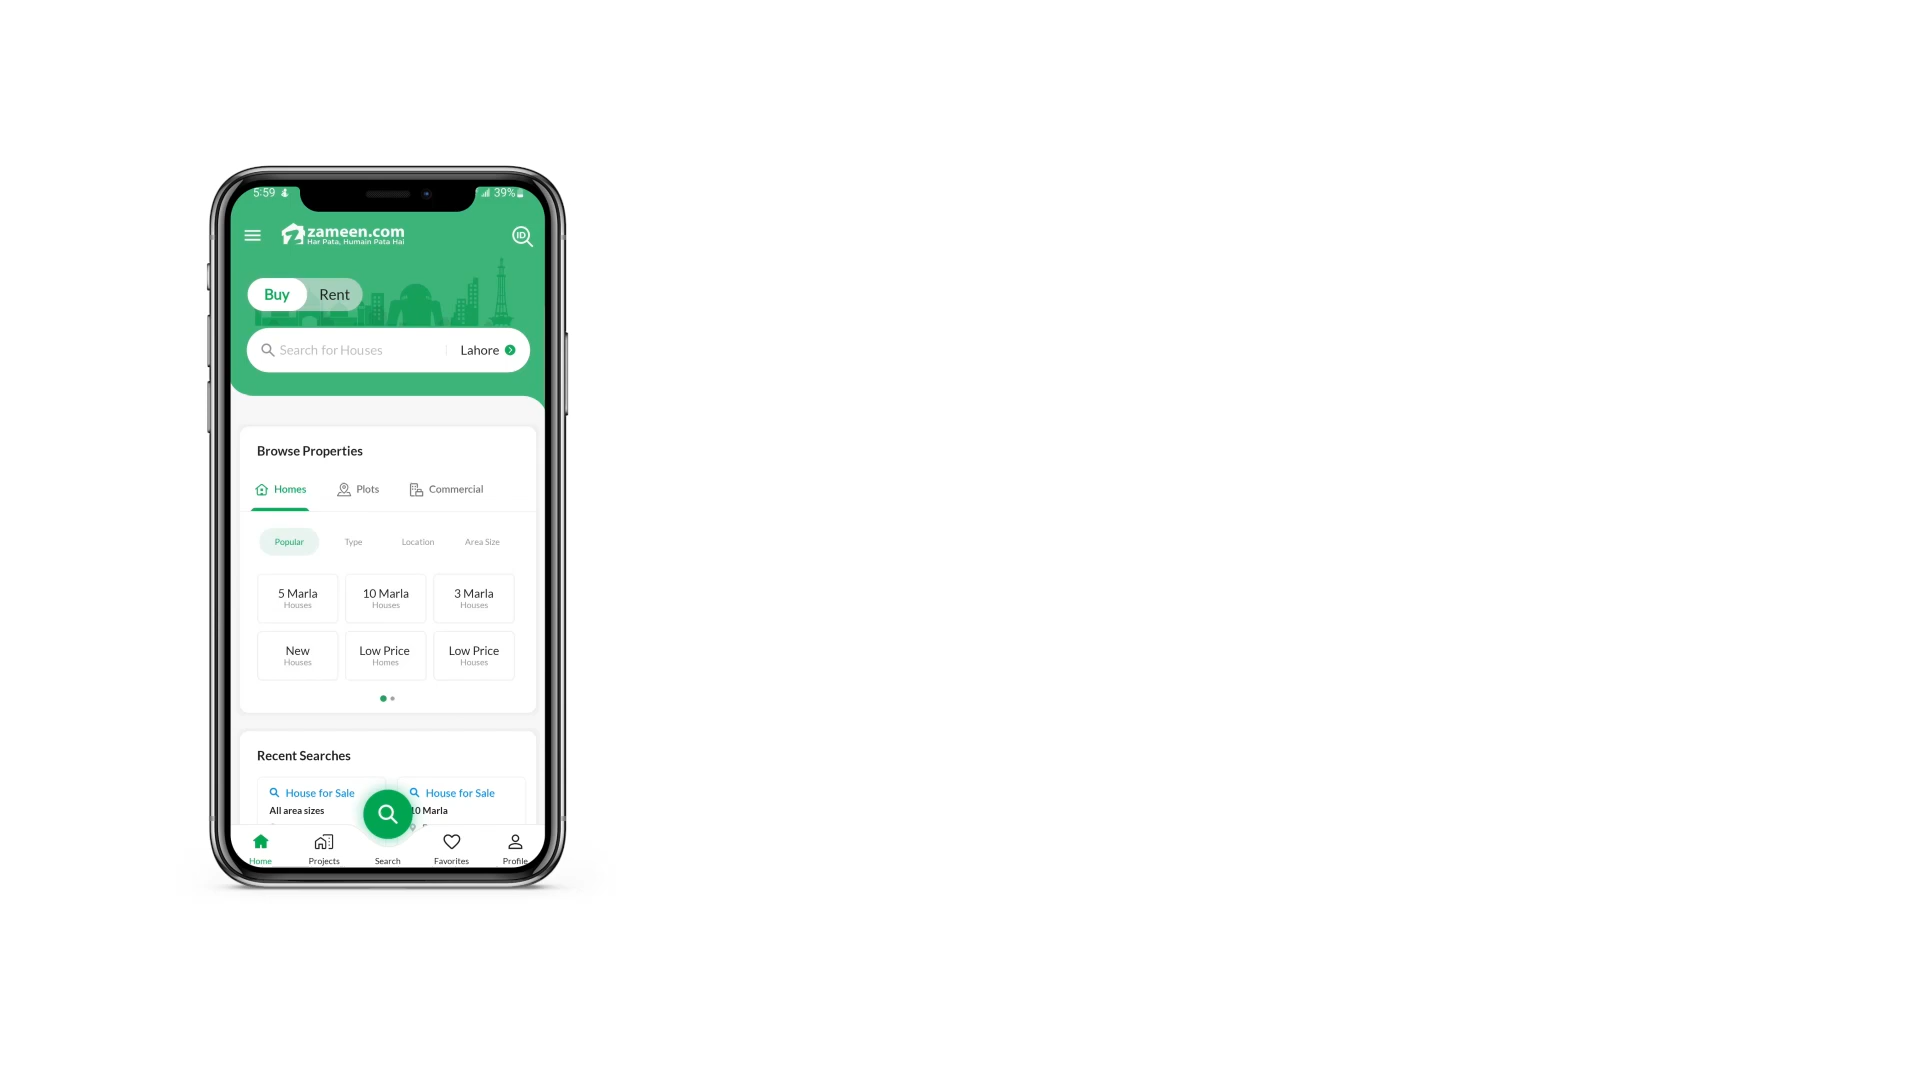 5:59
39%
zameen.com
Har Pata, Humain Pata Hai
ID
Buy Rent
Search for Houses Lahore
Browse Properties
Homes Plots Commercial
Popular Type Location Area Size
5 Marla 10 Marla 3 Marla
Houses Houses Houses
New Low Price Low Price
Houses Homes Houses
Recent Searches
House for Sale House for Sale
All area sizes 10 Marla
Home Projects Search Favorites Profile